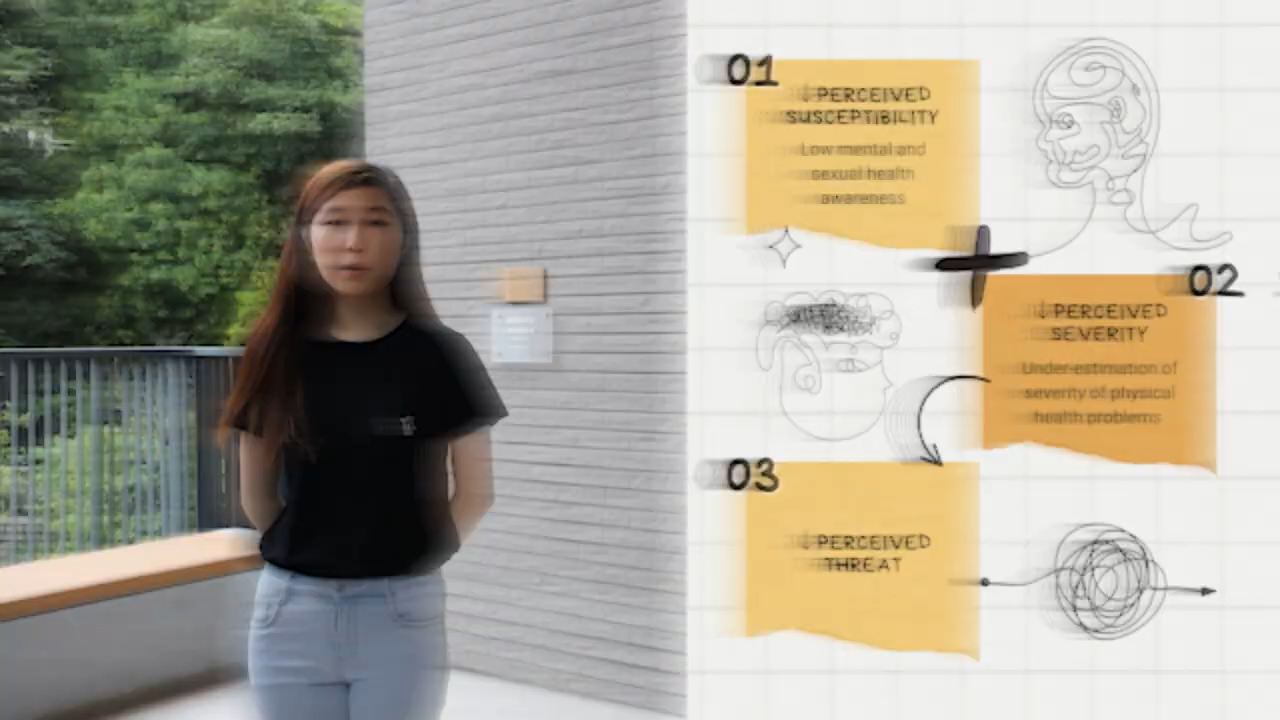 01
↓ PERCEIVED
SUSCEPTIBILITY
Low mental and
sexual health
awareness
02
↓ PERCEIVED
SEVERITY
Under-estimation of
severity of physical
health problems
03
↓ PERCEIVED
THREAT